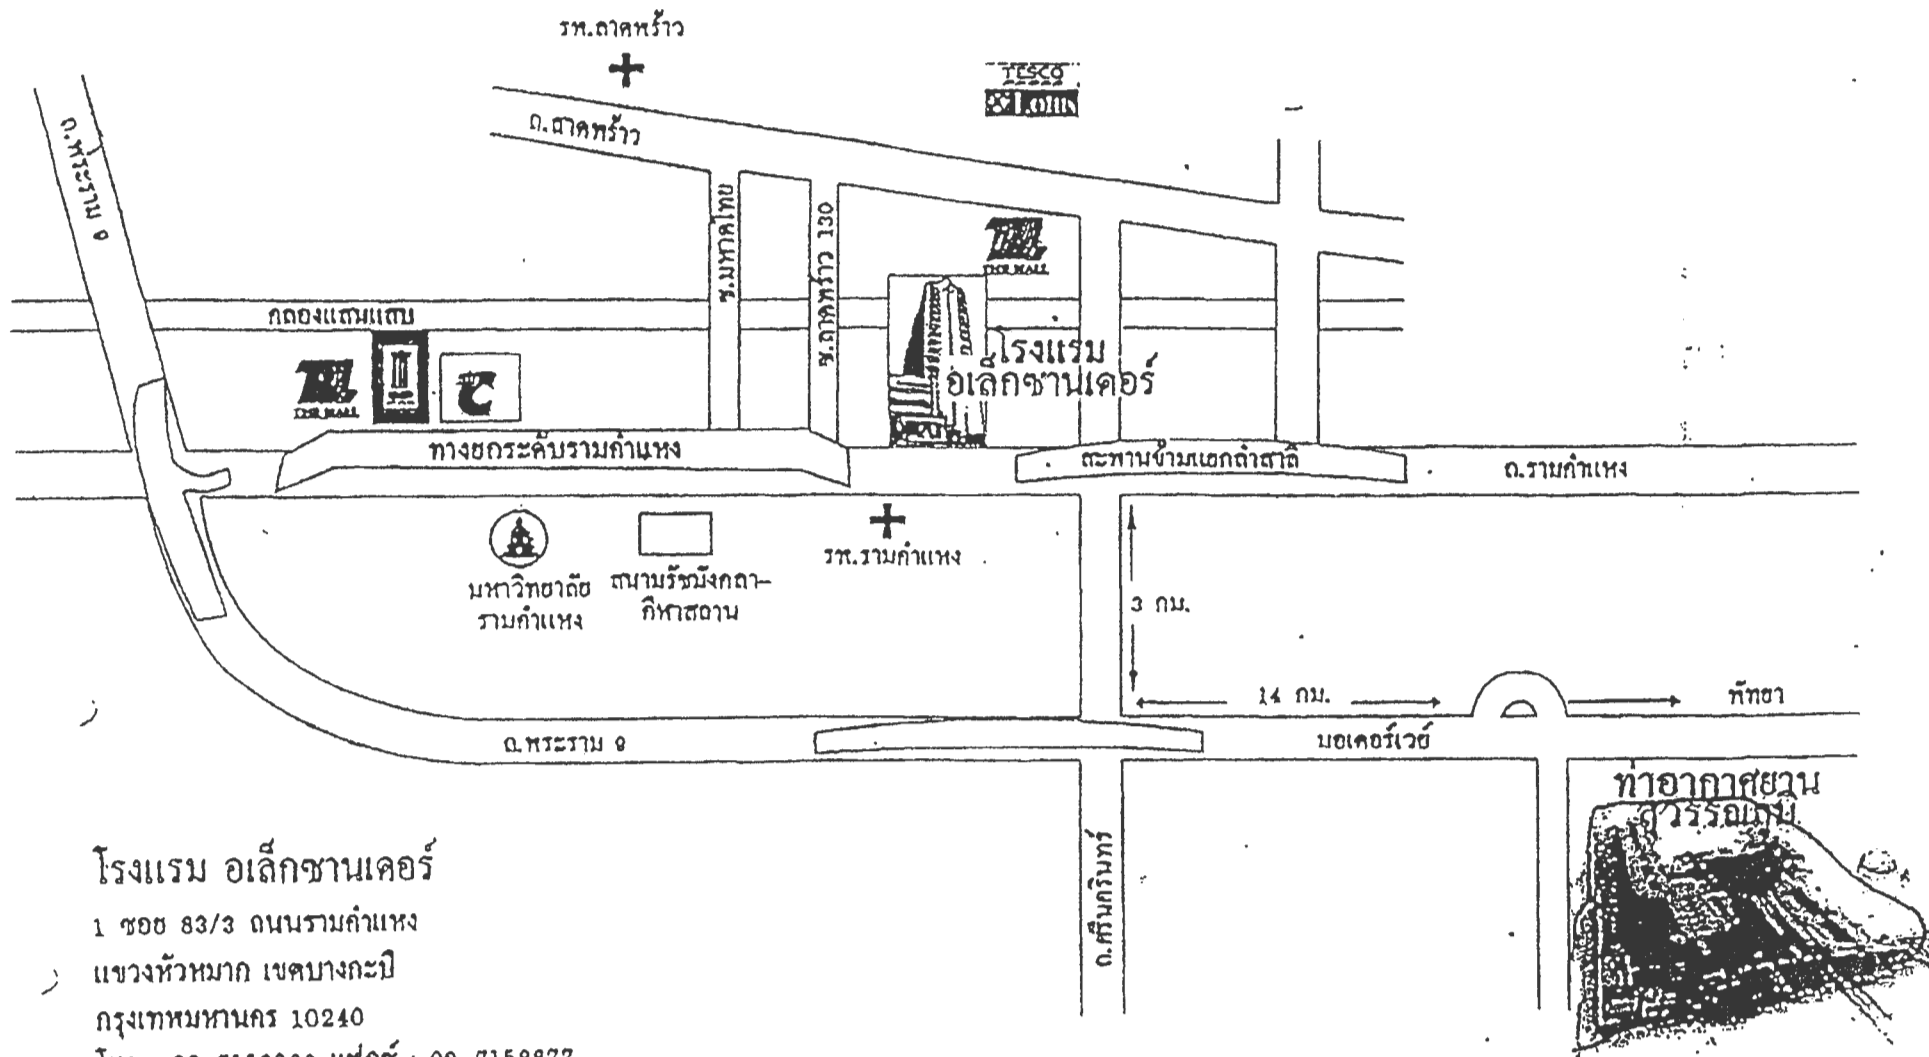 รพ.ลาดพร้าว
TESCO
Lotus
ถ.ลาดพร้าว
ถ.พระราม 9
ซ.มหาดไทย
ซ.ลาดพร้าว 130
THE MALL
คลองแสนแสบ
โรงแรม
อเล็กซานเดอร์
THE MALL
ทางยกระดับรามคำแหง
สะพานข้ามแยกลำสาลี
ถ.รามคำแหง
มหาวิทยาลัย
รามคำแหง
สนามรัชมังคลา-
กีฬาสถาน
รพ.รามคำแหง
3 กม.
14 กม.
พัทยา
ถ.พระราม 9
มอเตอร์เวย์
ถ.ศรีนครินทร์
ท่าอากาศยาน
สุวรรณภูมิ
โรงแรม อเล็กซานเดอร์
1 ซอย 83/3 ถนนรามคำแหง
แขวงหัวหมาก เขตบางกะปิ
กรุงเทพมหานคร 10240